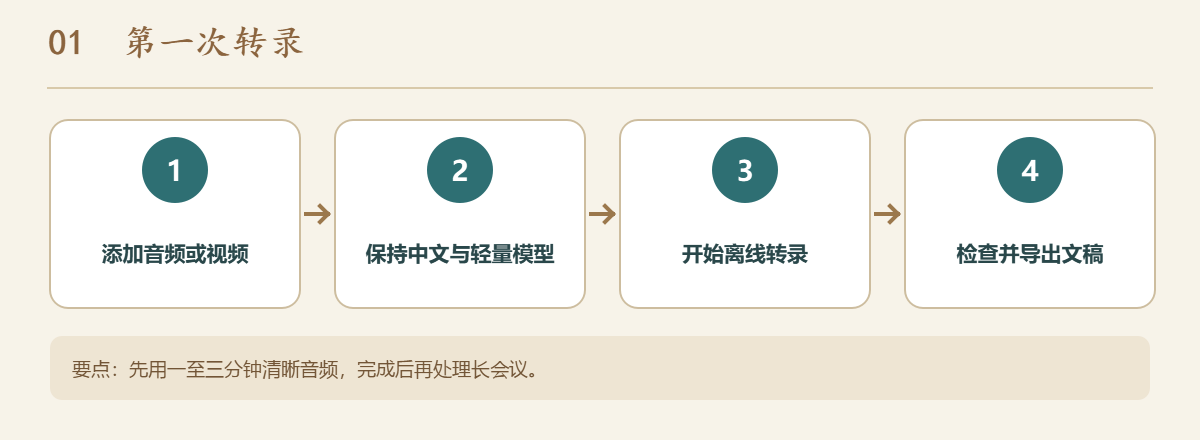 01 第一次转录
1
2
3
4
添加音频或视频
保持中文与轻量模型
开始离线转录
检查并导出文稿
要点：先用一至三分钟清晰音频，完成后再处理长会议。